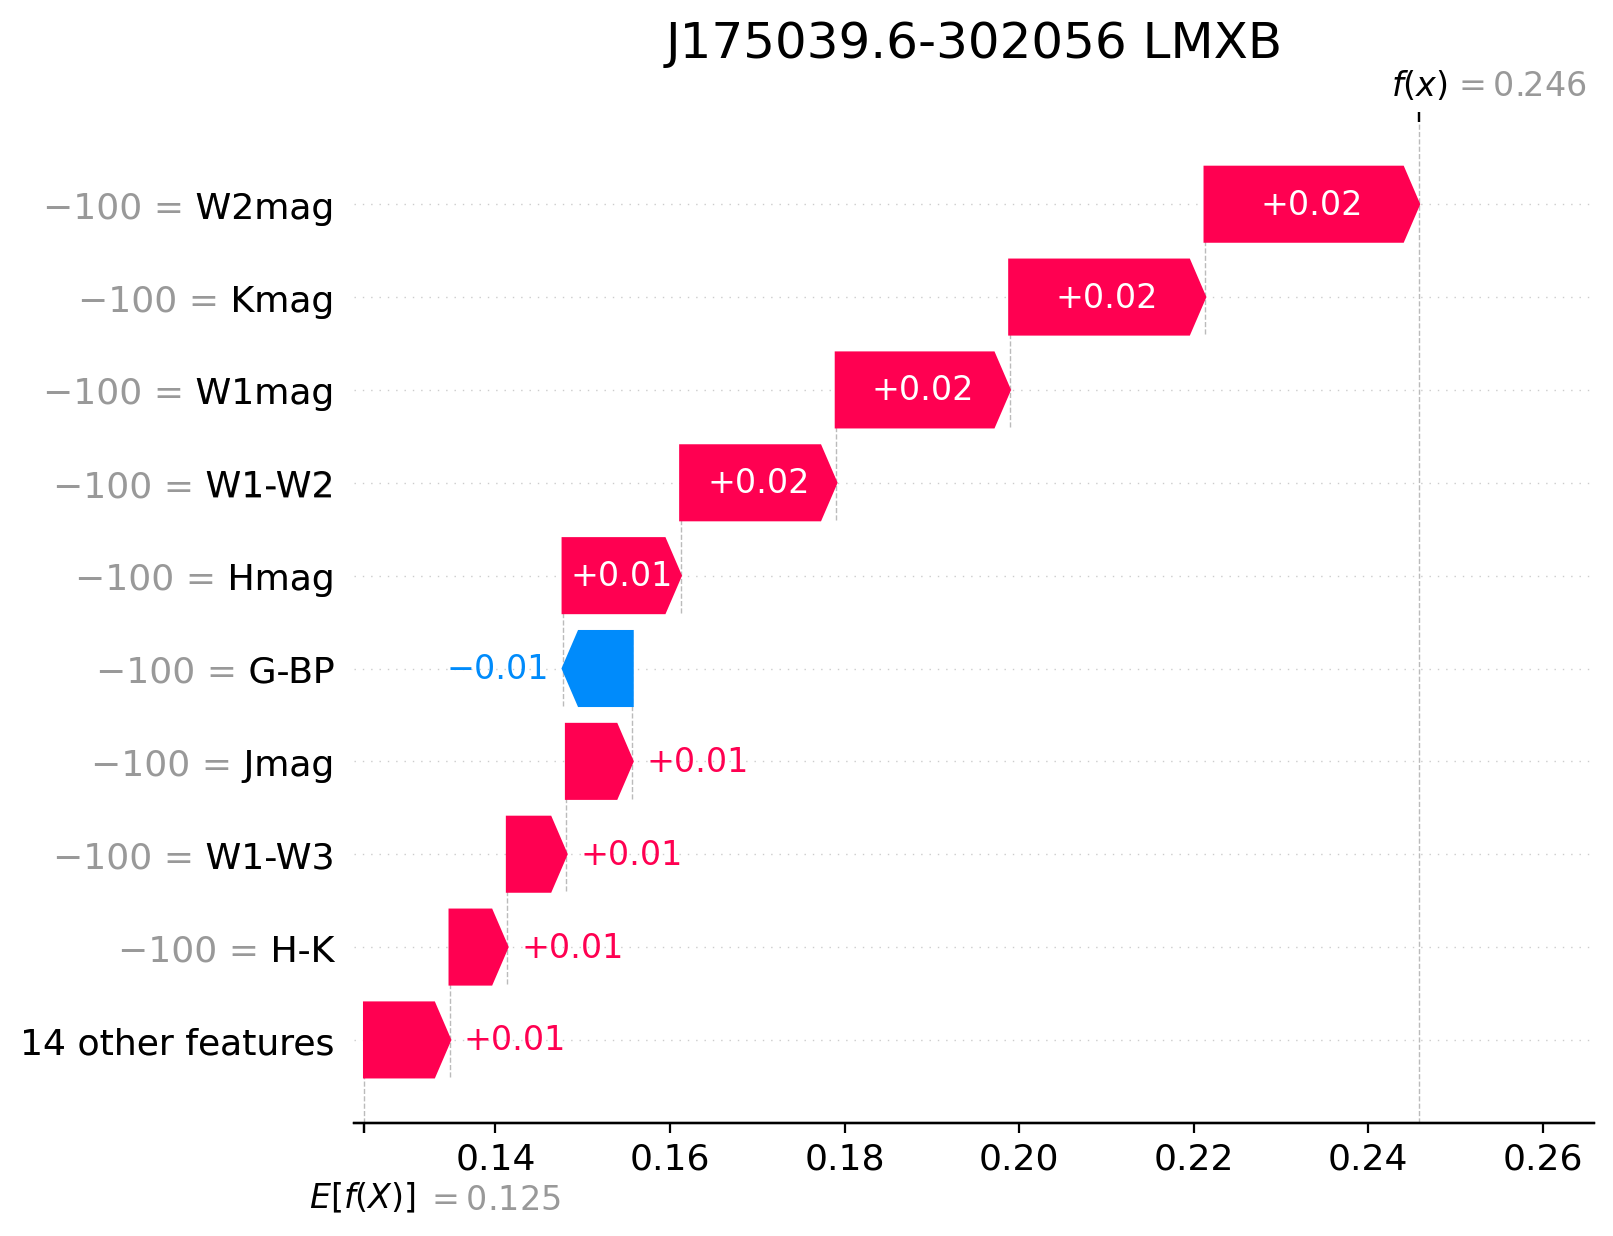 J175039.6-302056 LMXB
f(x) = 0.246
−100 = W2mag +0.02
−100 = Kmag +0.02
−100 = W1mag +0.02
−100 = W1-W2 +0.02
−100 = Hmag +0.01
−100 = G-BP −0.01
−100 = Jmag +0.01
−100 = W1-W3 +0.01
−100 = H-K +0.01
14 other features +0.01
0.14 0.16 0.18 0.20 0.22 0.24 0.26
E[f(X)] = 0.125